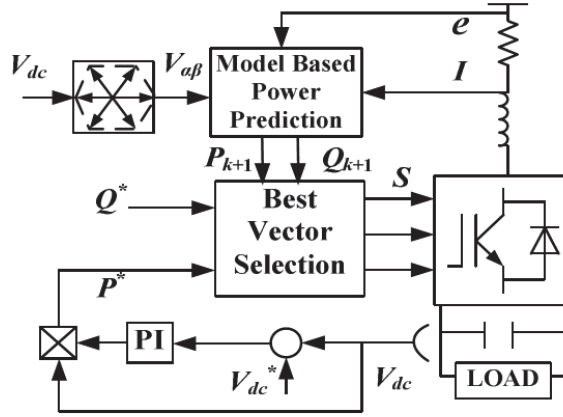 e
V_dc
V_αβ
Model Based
Power
Prediction
I
P_k+1
Q_k+1
Q*
Best
Vector
Selection
S
P*
PI
V_dc*
V_dc
LOAD